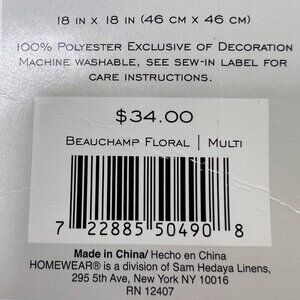 18 IN X 18 IN (46 CM X 46 CM)
100% POLYESTER EXCLUSIVE OF DECORATION
MACHINE WASHABLE, SEE SEW-IN LABEL FOR
CARE INSTRUCTIONS.
$34.00
BEAUCHAMP FLORAL | MULTI
7 22885 50490 8
Made in China/ Hecho en China
HOMEWEAR® is a division of Sam Hedaya Linens,
295 5th Ave, New York NY 10016
RN 12407